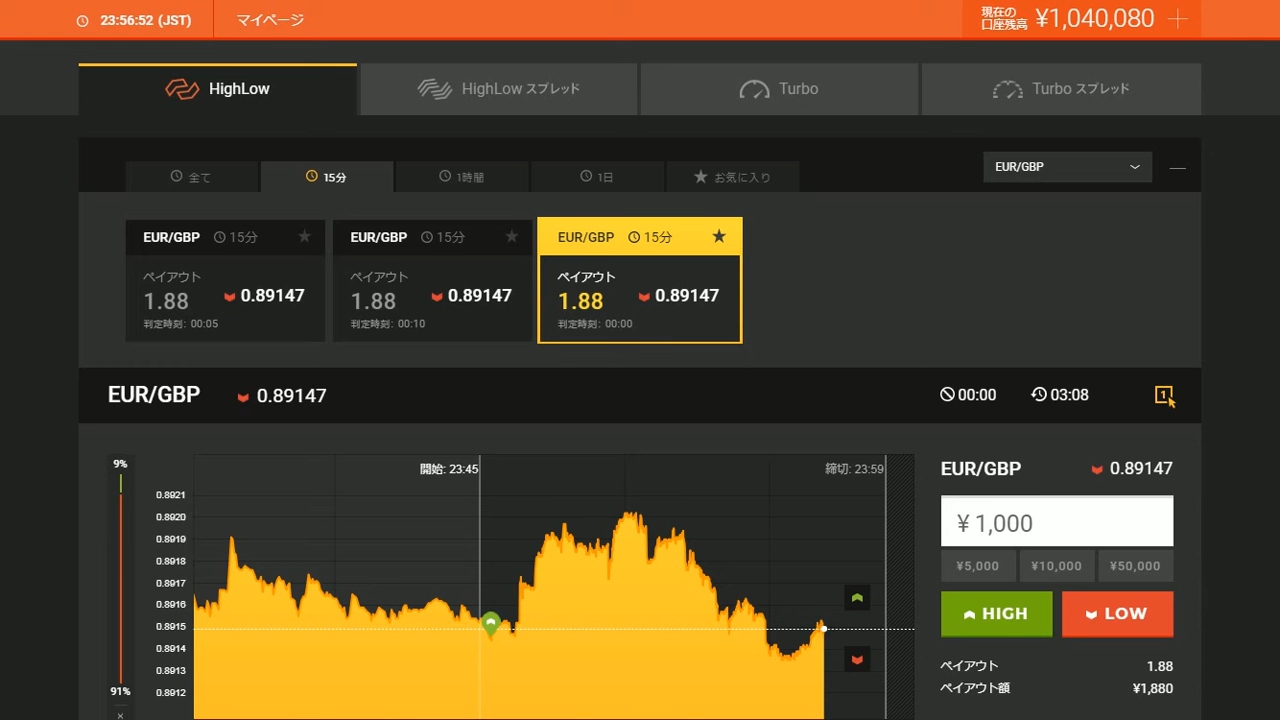 23:56:52 (JST)
マイページ
現在の
口座残高
¥1,040,080
HighLow
HighLow スプレッド
Turbo
Turbo スプレッド
全て
15分
1時間
1日
お気に入り
EUR/GBP
EUR/GBP 15分
ペイアウト
1.88
0.89147
判定時刻: 00:05
EUR/GBP 15分
ペイアウト
1.88
0.89147
判定時刻: 00:10
EUR/GBP 15分
ペイアウト
1.88
0.89147
判定時刻: 00:00
EUR/GBP 0.89147
00:00
03:08
1
9%
91%
開始: 23:45
締切: 23:59
0.8921
0.8920
0.8919
0.8918
0.8917
0.8916
0.8915
0.8914
0.8913
0.8912
EUR/GBP 0.89147
¥ 1,000
¥5,000
¥10,000
¥50,000
HIGH
LOW
ペイアウト 1.88
ペイアウト額 ¥1,880